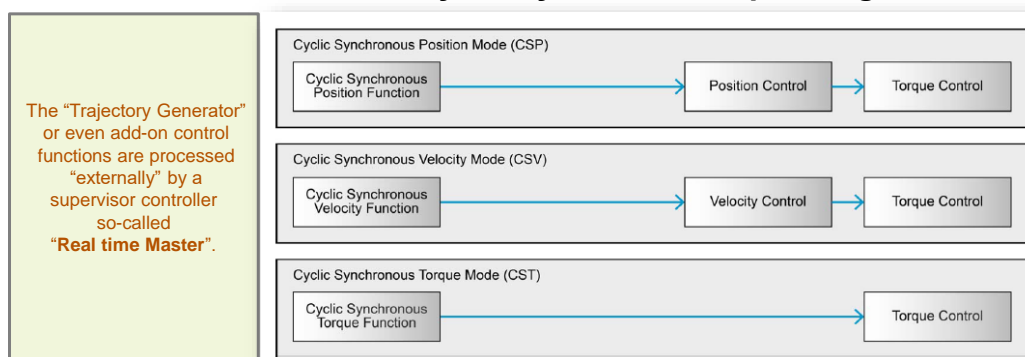 The “Trajectory Generator”
or even add-on control
functions are processed
“externally” by a
supervisor controller
so-called
“Real time Master”.
Cyclic Synchronous Position Mode (CSP)
Cyclic Synchronous
Position Function
Position Control
Torque Control
Cyclic Synchronous Velocity Mode (CSV)
Cyclic Synchronous
Velocity Function
Velocity Control
Torque Control
Cyclic Synchronous Torque Mode (CST)
Cyclic Synchronous
Torque Function
Torque Control